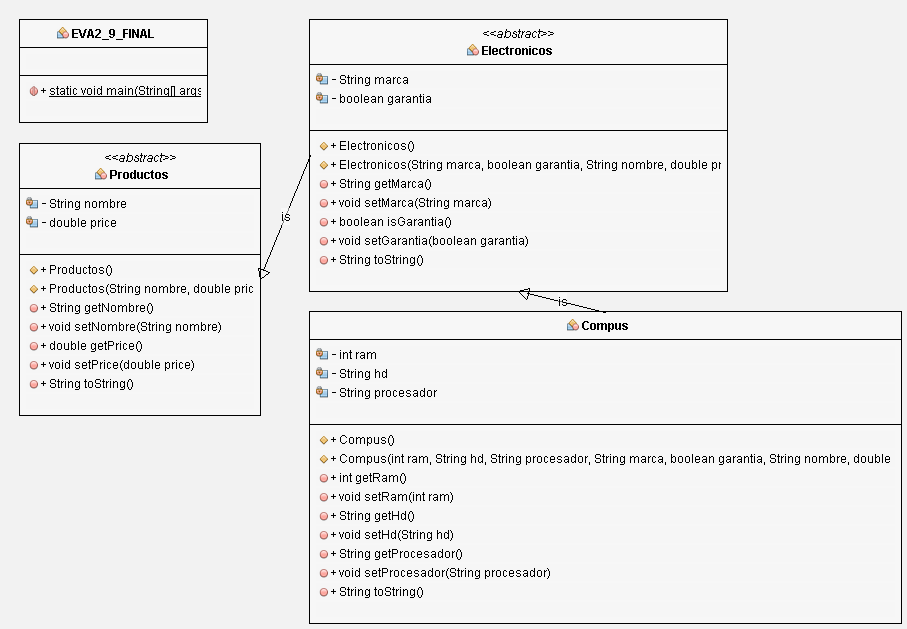 EVA2_9_FINAL
+ static void main(String[] args
<<abstract>>
Productos
- String nombre
- double price
+ Productos()
+ Productos(String nombre, double pric
+ String getNombre()
+ void setNombre(String nombre)
+ double getPrice()
+ void setPrice(double price)
+ String toString()
is
<<abstract>>
Electronicos
- String marca
- boolean garantia
+ Electronicos()
+ Electronicos(String marca, boolean garantia, String nombre, double pr
+ String getMarca()
+ void setMarca(String marca)
+ boolean isGarantia()
+ void setGarantia(boolean garantia)
+ String toString()
is
Compus
- int ram
- String hd
- String procesador
+ Compus()
+ Compus(int ram, String hd, String procesador, String marca, boolean garantia, String nombre, double
+ int getRam()
+ void setRam(int ram)
+ String getHd()
+ void setHd(String hd)
+ String getProcesador()
+ void setProcesador(String procesador)
+ String toString()